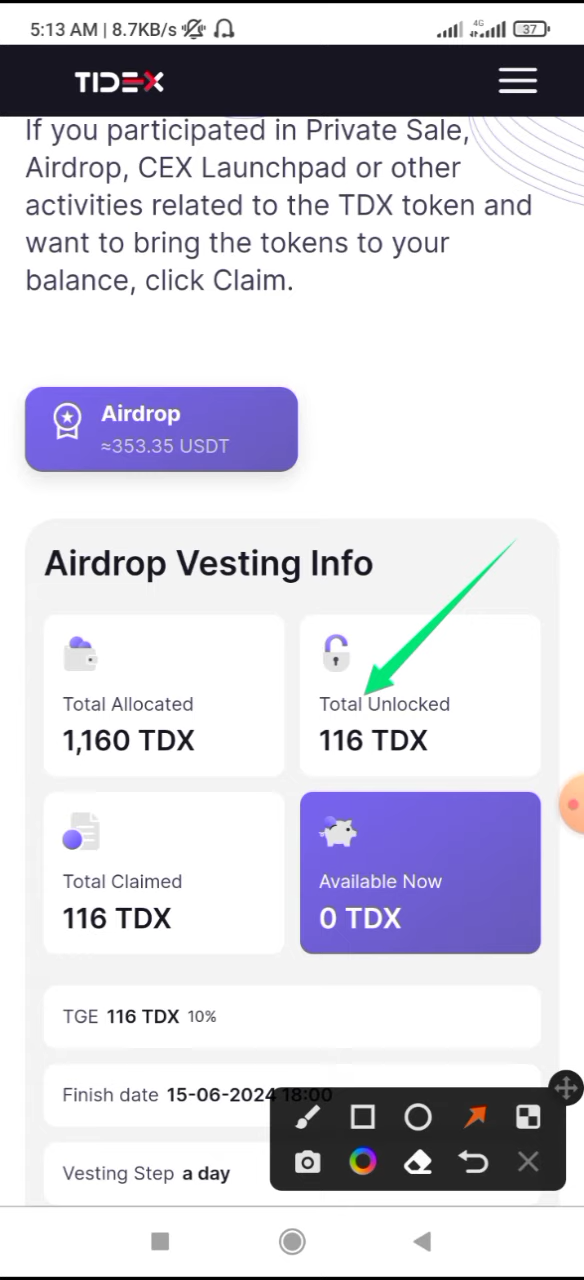 5:13 AM | 8.7KB/s 4G 37
TIDEX
If you participated in Private Sale,
Airdrop, CEX Launchpad or other
activities related to the TDX token and
want to bring the tokens to your
balance, click Claim.
Airdrop
≈353.35 USDT
Airdrop Vesting Info
Total Allocated
1,160 TDX
Total Unlocked
116 TDX
Total Claimed
116 TDX
Available Now
0 TDX
TGE 116 TDX 10%
Finish date 15-06-2024 18:00
Vesting Step a day